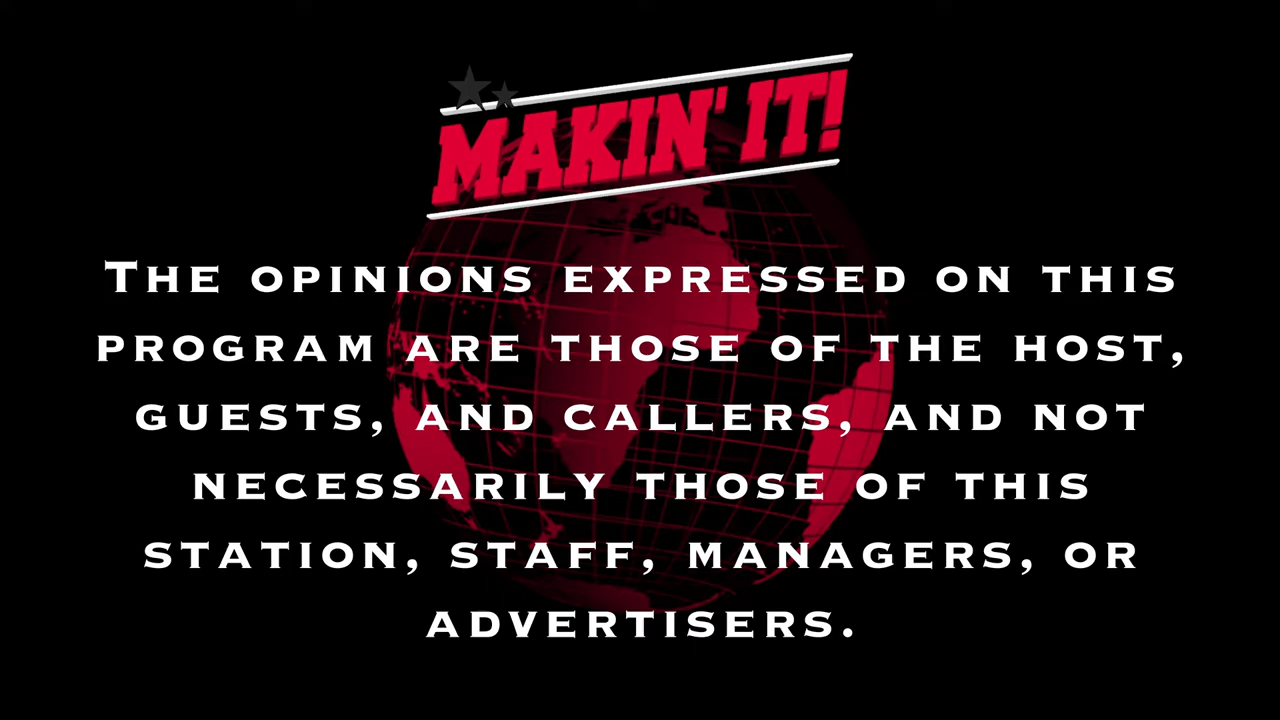 MAKIN' IT!
THE OPINIONS EXPRESSED ON THIS
PROGRAM ARE THOSE OF THE HOST,
GUESTS, AND CALLERS, AND NOT
NECESSARILY THOSE OF THIS
STATION, STAFF, MANAGERS, OR
ADVERTISERS.